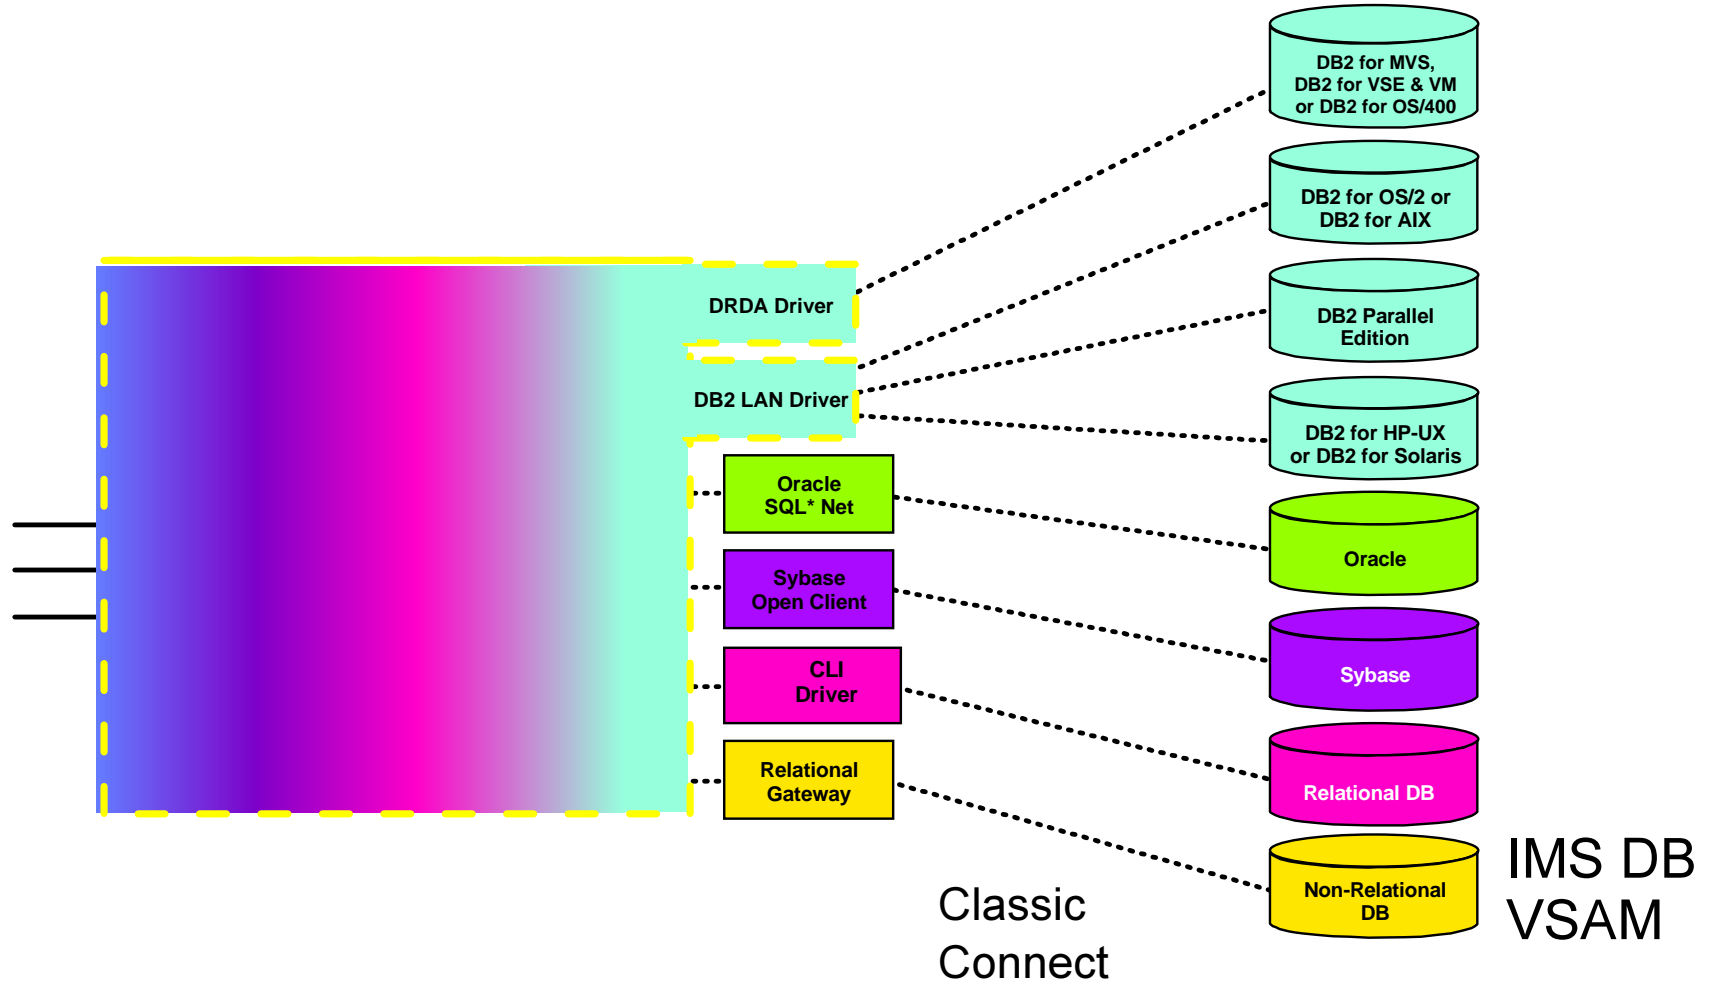 DB2 for MVS,
DB2 for VSE & VM
or DB2 for OS/400
DB2 for OS/2 or
DB2 for AIX
DRDA Driver
DB2 Parallel
Edition
DB2 LAN Driver
DB2 for HP-UX
or DB2 for Solaris
Oracle
SQL* Net
Oracle
Sybase
Open Client
Sybase
CLI
Driver
Relational DB
Relational
Gateway
Non-Relational
DB
IMS DB
VSAM
Classic
Connect